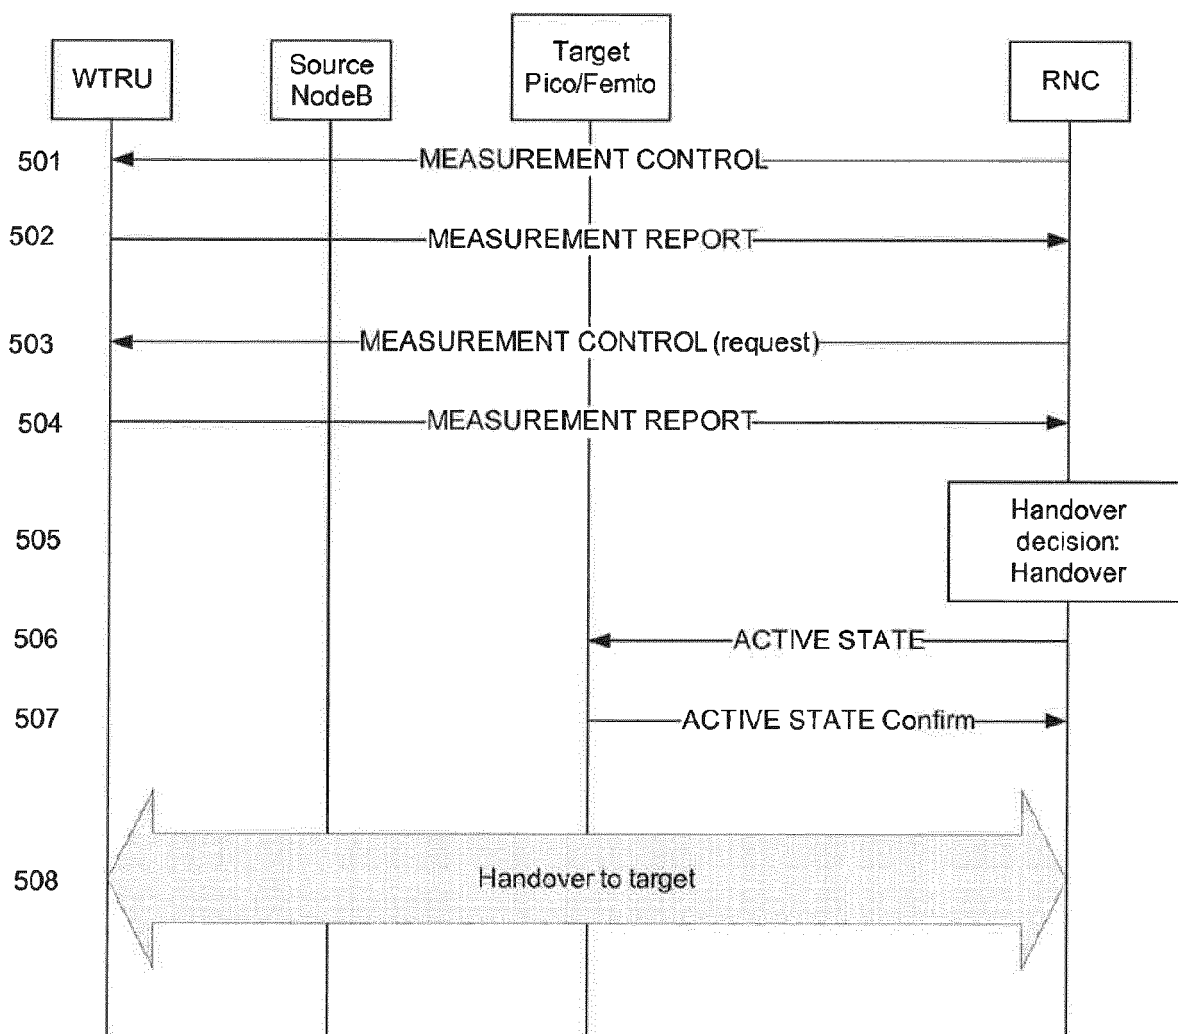 WTRU
Source
NodeB
Target
Pico/Femto
RNC
501
MEASUREMENT CONTROL
502
MEASUREMENT REPORT
503
MEASUREMENT CONTROL (request)
504
MEASUREMENT REPORT
505
Handover
decision:
Handover
506
ACTIVE STATE
507
ACTIVE STATE Confirm
508
Handover to target